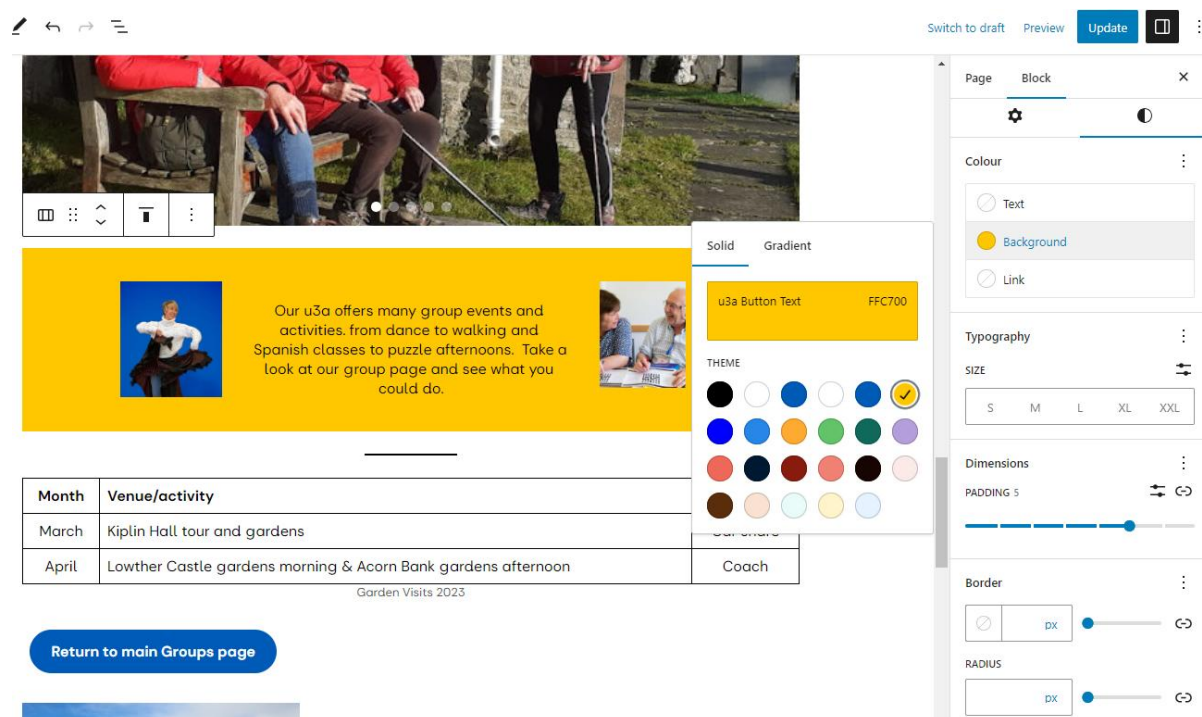 Switch to draft Preview Update
Page Block
Colour
Text
Background
Link
Typography
SIZE
S M L XL XXL
Dimensions
PADDING 5
Border
px
RADIUS
px
Solid Gradient
u3a Button Text FFC700
THEME
Our u3a offers many group events and
activities. from dance to walking and
Spanish classes to puzzle afternoons. Take a
look at our group page and see what you
could do.
Month Venue/activity
March Kiplin Hall tour and gardens
April Lowther Castle gardens morning & Acorn Bank gardens afternoon Coach
Garden Visits 2023
Return to main Groups page